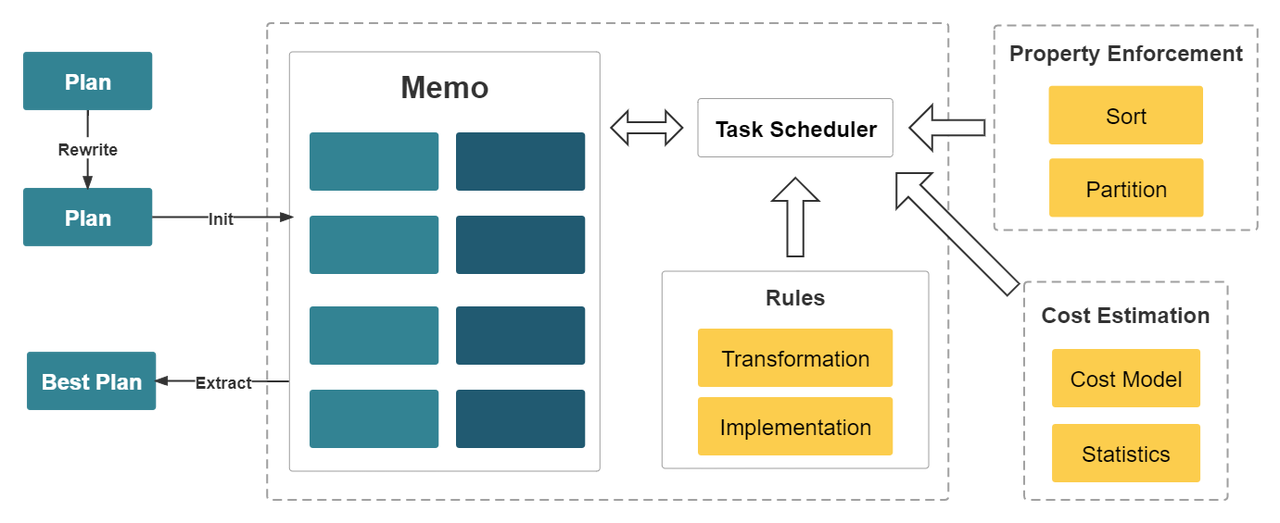 Plan
Rewrite
Plan
Init
Best Plan
Extract
Memo
Task Scheduler
Rules
Transformation
Implementation
Property Enforcement
Sort
Partition
Cost Estimation
Cost Model
Statistics